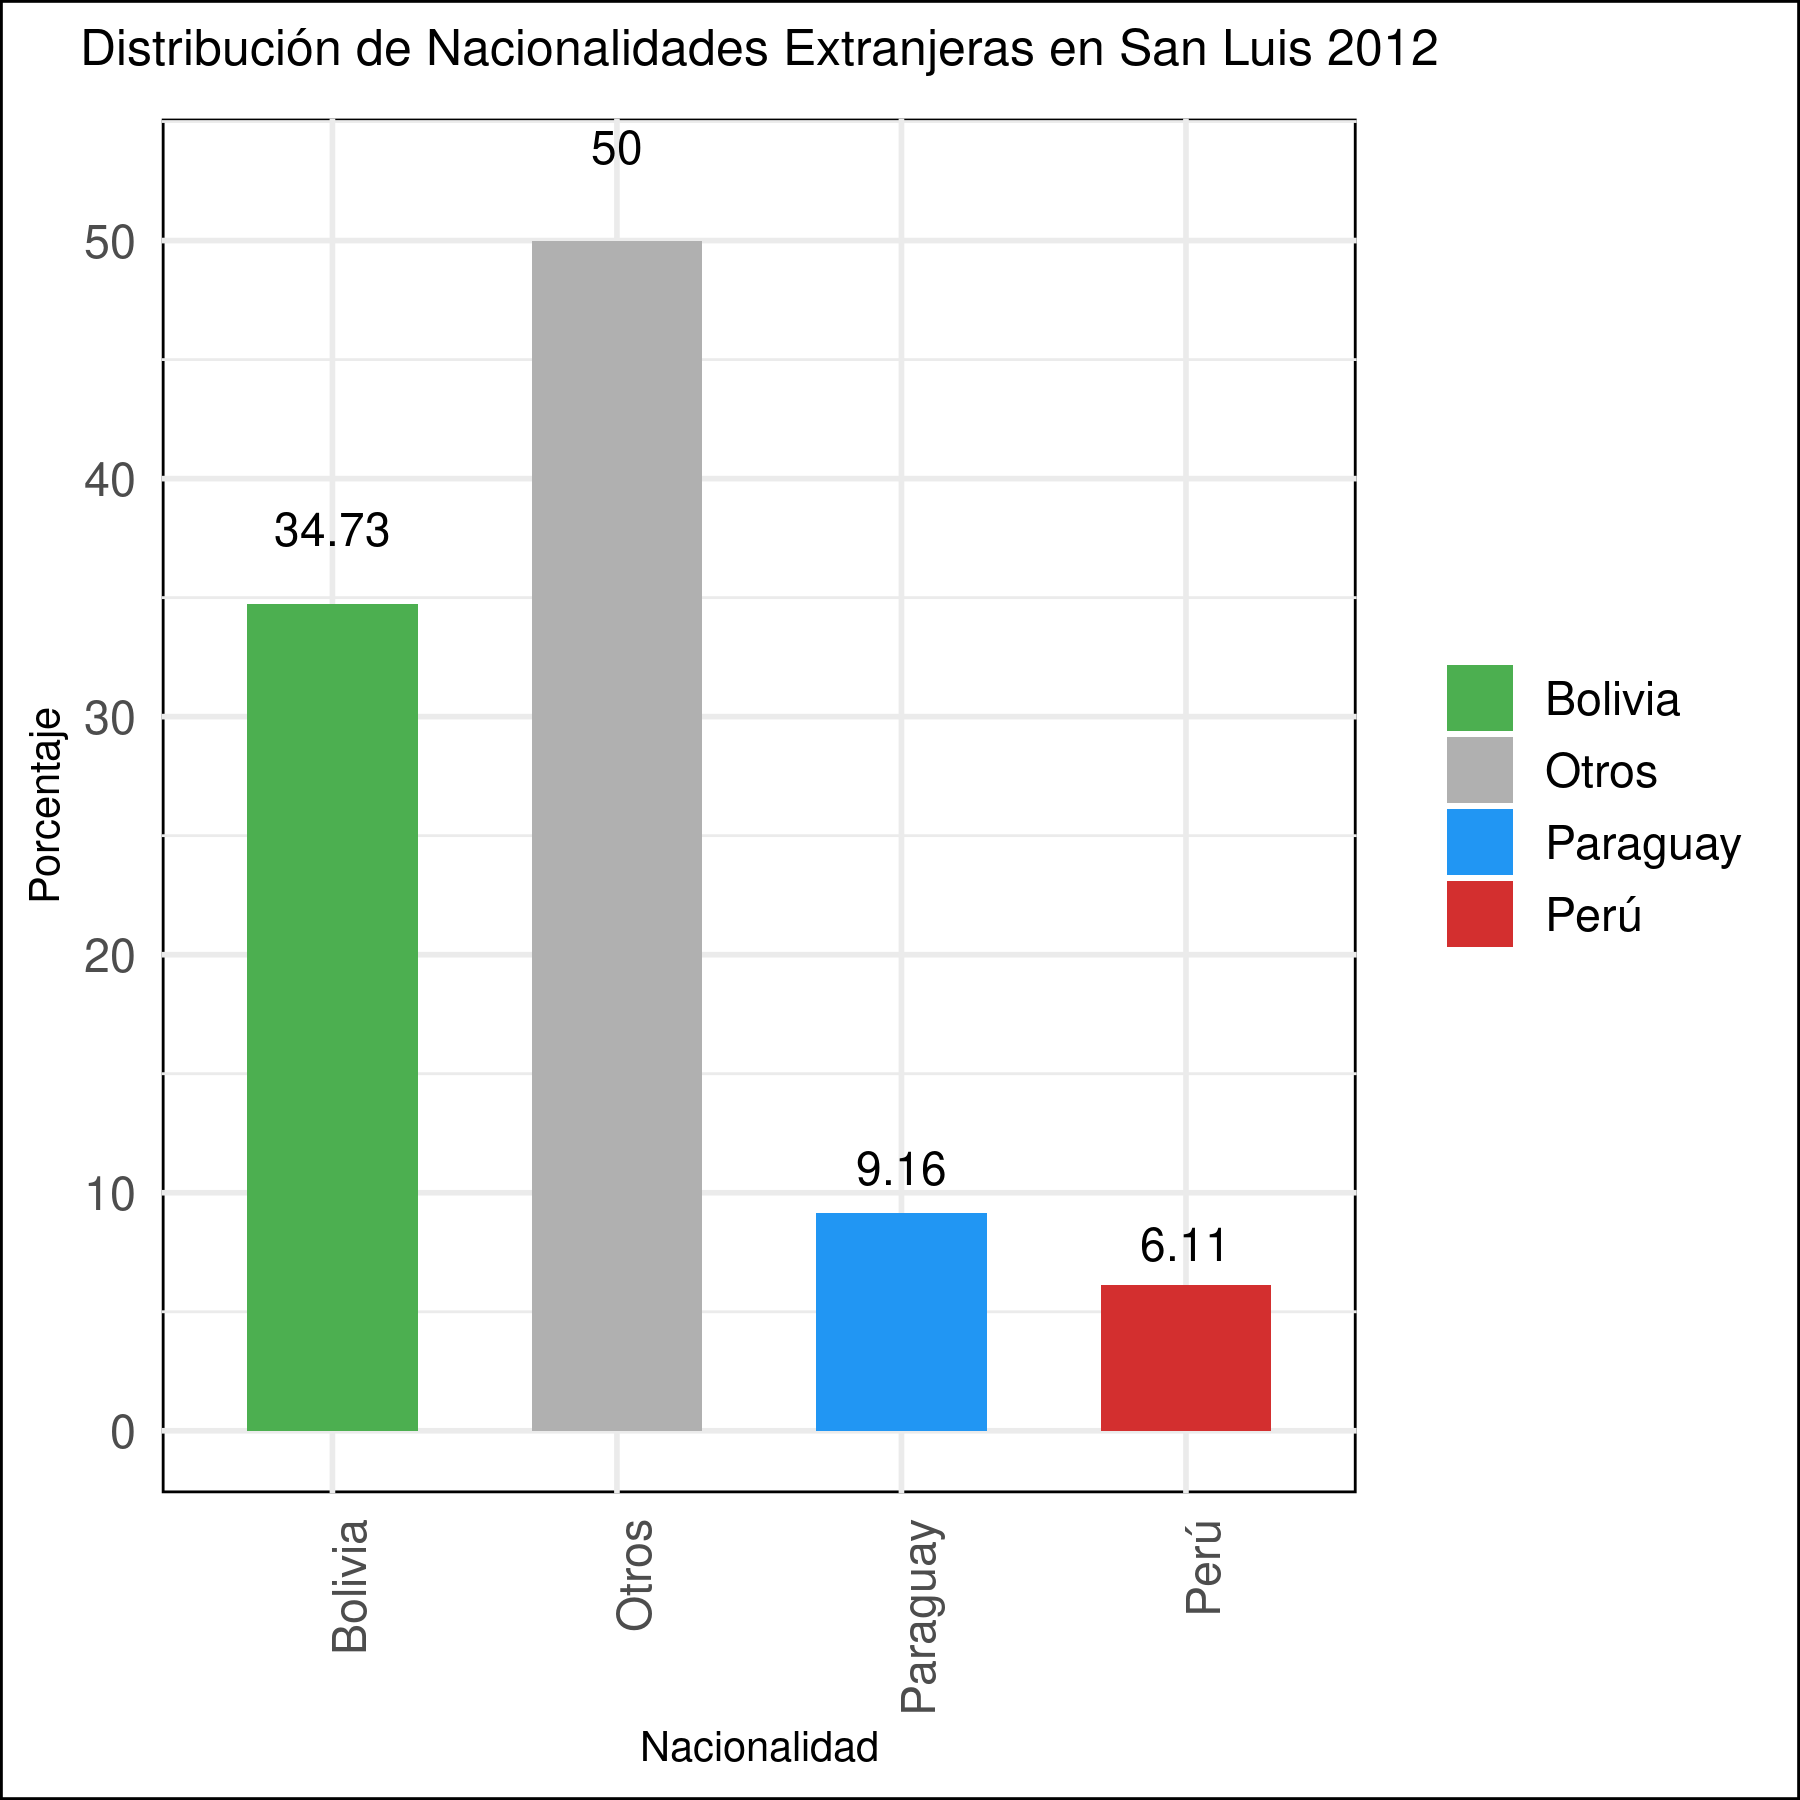 Distribución de Nacionalidades Extranjeras en San Luis 2012
50
50
40
34.73
30
Porcentaje
20
10
9.16
6.11
0
Bolivia
Otros
Paraguay
Perú
Nacionalidad
Bolivia
Otros
Paraguay
Perú